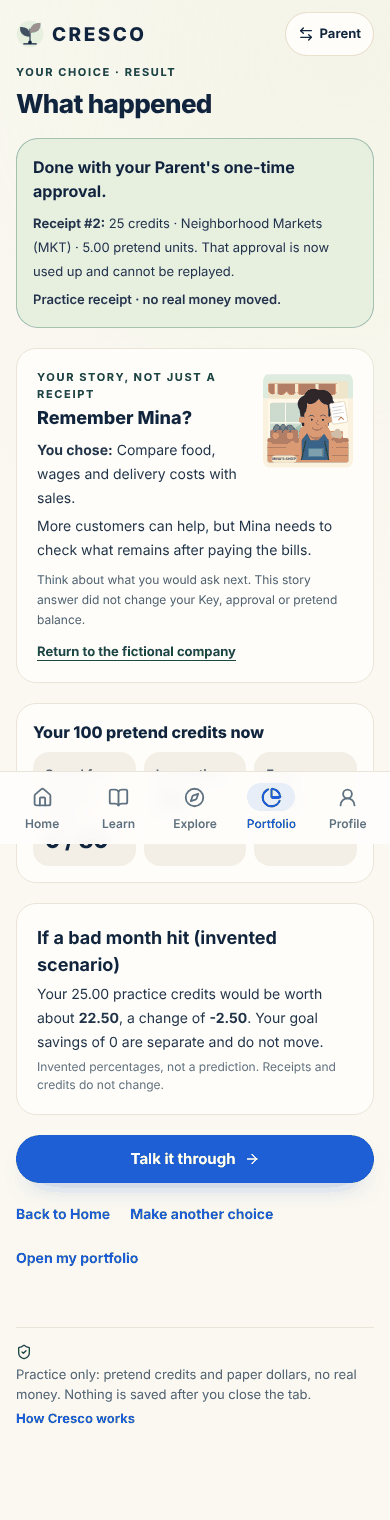 CRESCO
Parent
YOUR CHOICE · RESULT
What happened
Done with your Parent's one-time
approval.
Receipt #2: 25 credits · Neighborhood Markets
(MKT) · 5.00 pretend units. That approval is now
used up and cannot be replayed.
Practice receipt · no real money moved.
YOUR STORY, NOT JUST A
RECEIPT
Remember Mina?
You chose: Compare food,
wages and delivery costs with
sales.
More customers can help, but Mina needs to
check what remains after paying the bills.
Think about what you would ask next. This story
answer did not change your Key, approval or pretend
balance.
Return to the fictional company
Your 100 pretend credits now
Home
Learn
Explore
Portfolio
Profile
If a bad month hit (invented
scenario)
Your 25.00 practice credits would be worth
about 22.50, a change of -2.50. Your goal
savings of 0 are separate and do not move.
Invented percentages, not a prediction. Receipts and
credits do not change.
Talk it through
Back to Home
Make another choice
Open my portfolio
Practice only: pretend credits and paper dollars, no real
money. Nothing is saved after you close the tab.
How Cresco works